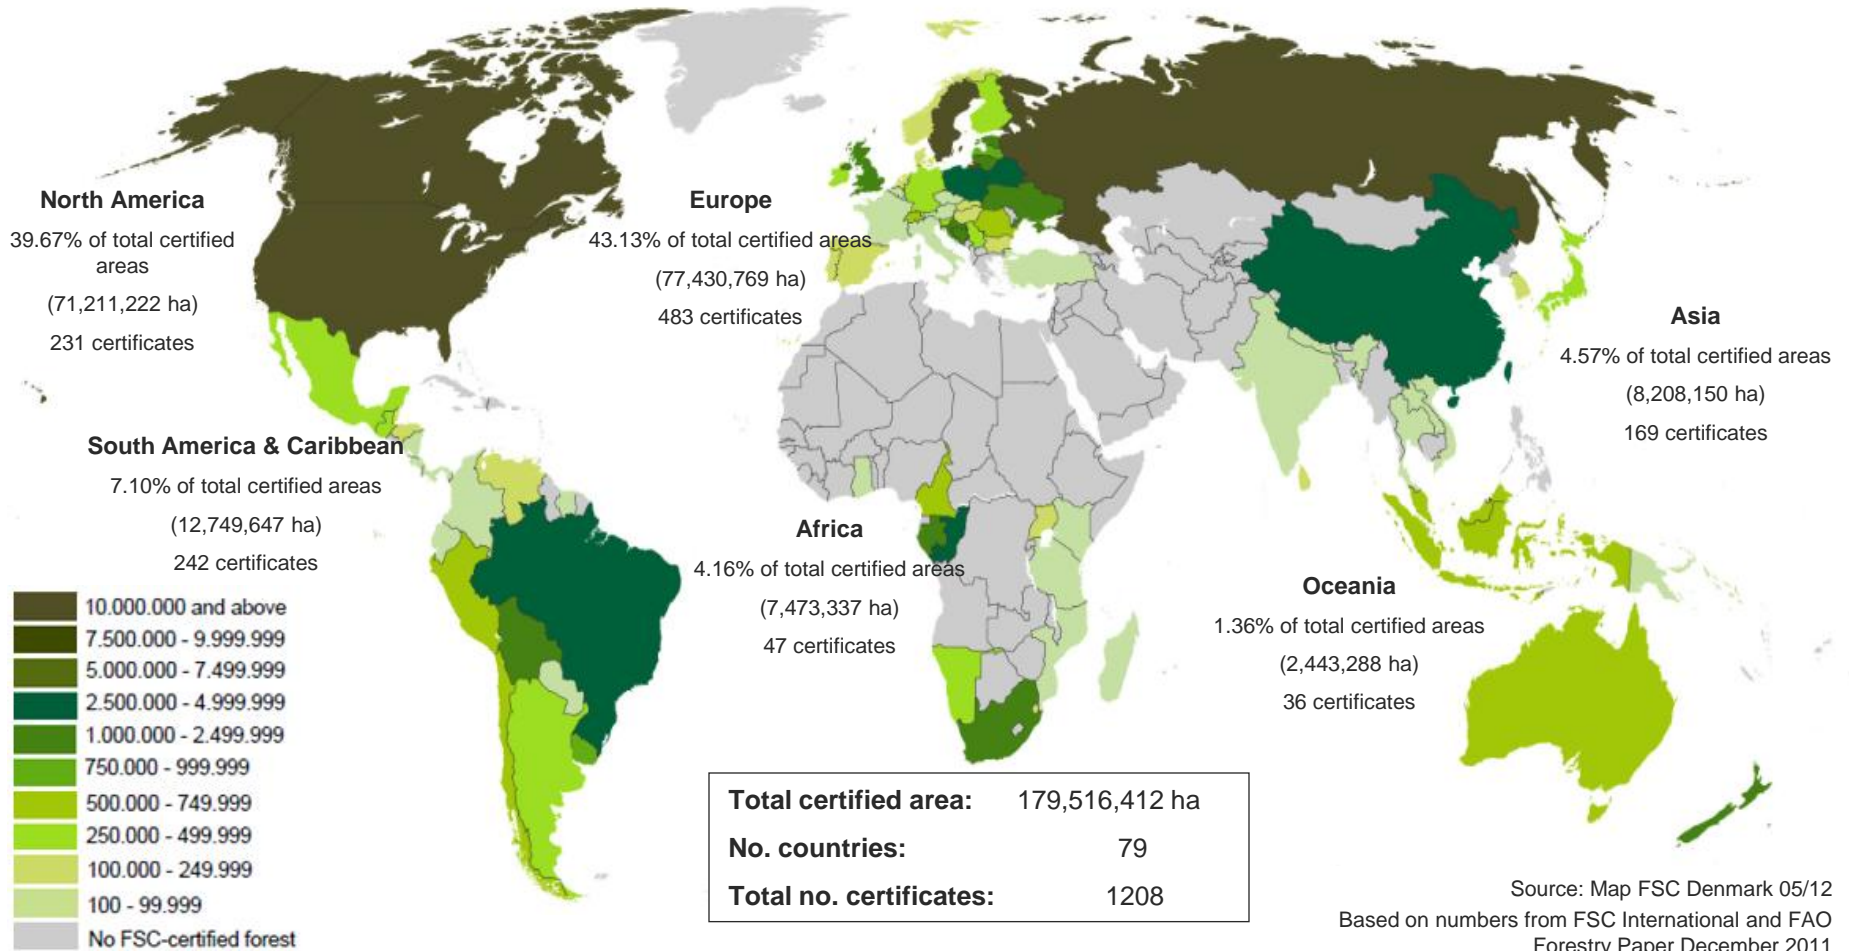 North America
39.67% of total certified
areas
(71,211,222 ha)
231 certificates
Europe
43.13% of total certified areas
(77,430,769 ha)
483 certificates
Asia
4.57% of total certified areas
(8,208,150 ha)
169 certificates
South America & Caribbean
7.10% of total certified areas
(12,749,647 ha)
242 certificates
Africa
4.16% of total certified areas
(7,473,337 ha)
47 certificates
Oceania
1.36% of total certified areas
(2,443,288 ha)
36 certificates
10.000.000 and above
7.500.000 - 9.999.999
5.000.000 - 7.499.999
2.500.000 - 4.999.999
1.000.000 - 2.499.999
750.000 - 999.999
500.000 - 749.999
250.000 - 499.999
100.000 - 249.999
100 - 99.999
No FSC-certified forest
Total certified area: 179,516,412 ha
No. countries: 79
Total no. certificates: 1208
Source: Map FSC Denmark 05/12
Based on numbers from FSC International and FAO
Forestry Paper December 2011